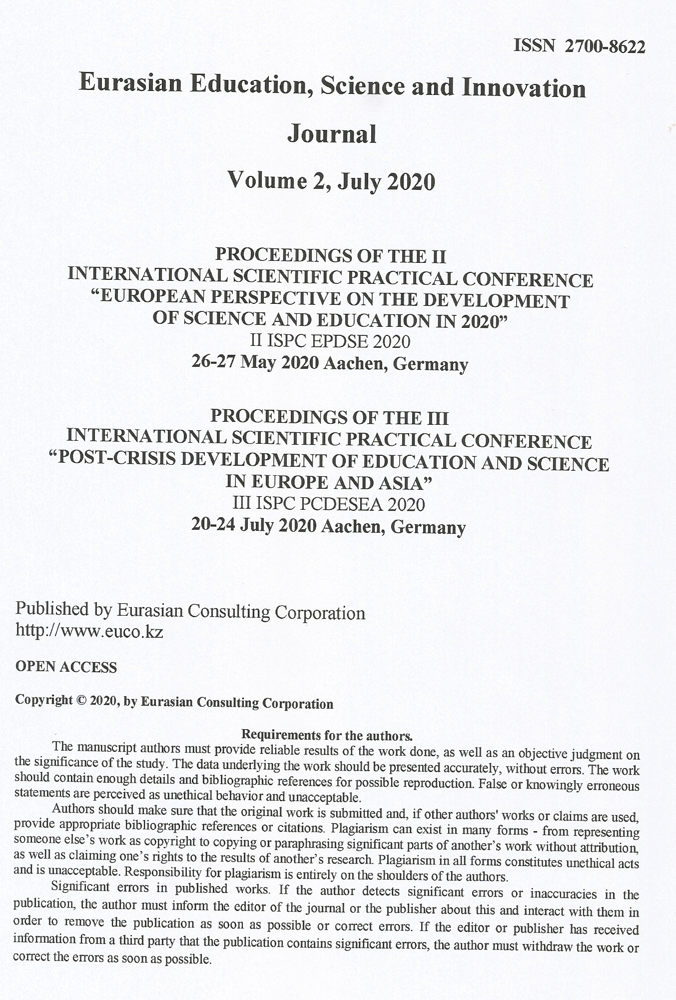 ISSN 2700-8622
Eurasian Education, Science and Innovation
Journal
Volume 2, July 2020
PROCEEDINGS OF THE II
INTERNATIONAL SCIENTIFIC PRACTICAL CONFERENCE
“EUROPEAN PERSPECTIVE ON THE DEVELOPMENT
OF SCIENCE AND EDUCATION IN 2020”
II ISPC EPDSE 2020
26-27 May 2020 Aachen, Germany
PROCEEDINGS OF THE III
INTERNATIONAL SCIENTIFIC PRACTICAL CONFERENCE
“POST-CRISIS DEVELOPMENT OF EDUCATION AND SCIENCE
IN EUROPE AND ASIA”
III ISPC PCDESEA 2020
20-24 July 2020 Aachen, Germany
Published by Eurasian Consulting Corporation
http://www.euco.kz
OPEN ACCESS
Copyright © 2020, by Eurasian Consulting Corporation
Requirements for the authors.
The manuscript authors must provide reliable results of the work done, as well as an objective judgment on
the significance of the study. The data underlying the work should be presented accurately, without errors. The work
should contain enough details and bibliographic references for possible reproduction. False or knowingly erroneous
statements are perceived as unethical behavior and unacceptable.
Authors should make sure that the original work is submitted and, if other authors' works or claims are used,
provide appropriate bibliographic references or citations. Plagiarism can exist in many forms - from representing
someone else’s work as copyright to copying or paraphrasing significant parts of another’s work without attribution,
as well as claiming one’s rights to the results of another’s research. Plagiarism in all forms constitutes unethical acts
and is unacceptable. Responsibility for plagiarism is entirely on the shoulders of the authors.
Significant errors in published works. If the author detects significant errors or inaccuracies in the
publication, the author must inform the editor of the journal or the publisher about this and interact with them in
order to remove the publication as soon as possible or correct errors. If the editor or publisher has received
information from a third party that the publication contains significant errors, the author must withdraw the work or
correct the errors as soon as possible.